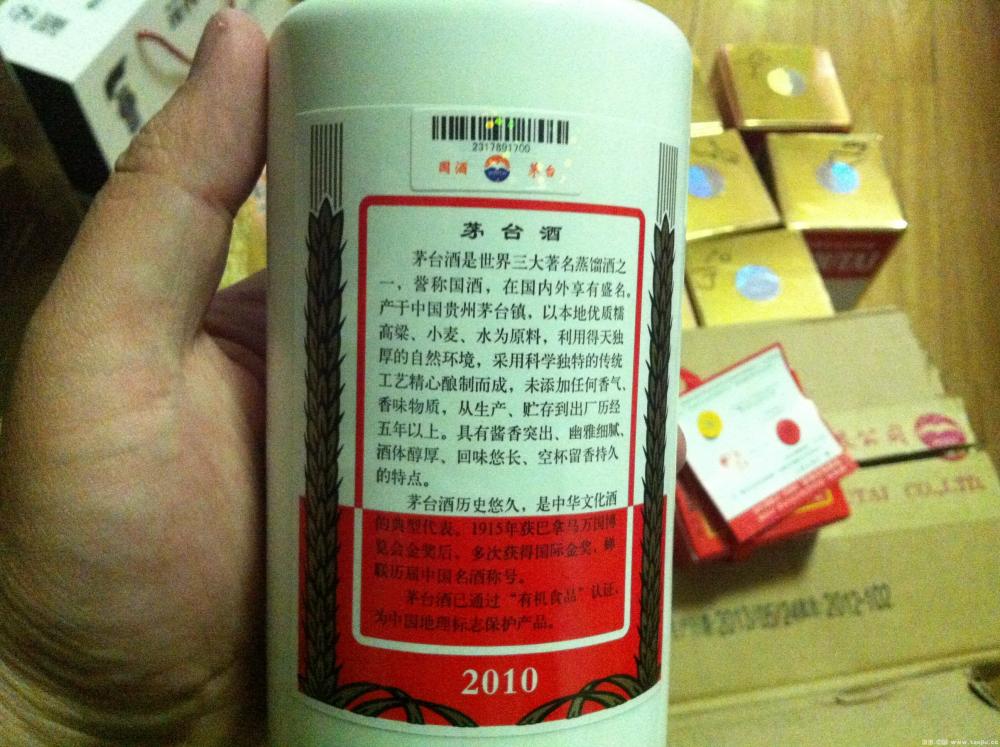 2317891700
国酒 茅台
茅台酒
茅台酒是世界三大著名蒸馏酒之
一，誉称国酒，在国内外享有盛名。
产于中国贵州茅台镇，以本地优质糯
高粱、小麦、水为原料，利用得天独
厚的自然环境，采用科学独特的传统
工艺精心酿制而成，未添加任何香气、
香味物质，从生产、贮存到出厂历经
五年以上。具有酱香突出、幽雅细腻、
酒体醇厚、回味悠长、空杯留香持久
的特点。
茅台酒历史悠久，是中华文化酒
的典型代表。1915年获巴拿马万国博
览会金奖后，多次获得国际金奖，蝉
联历届中国名酒称号。
茅台酒已通过“有机食品”认证，
为中国地理标志保护产品。
2010
公司
TAI CO.,LTD